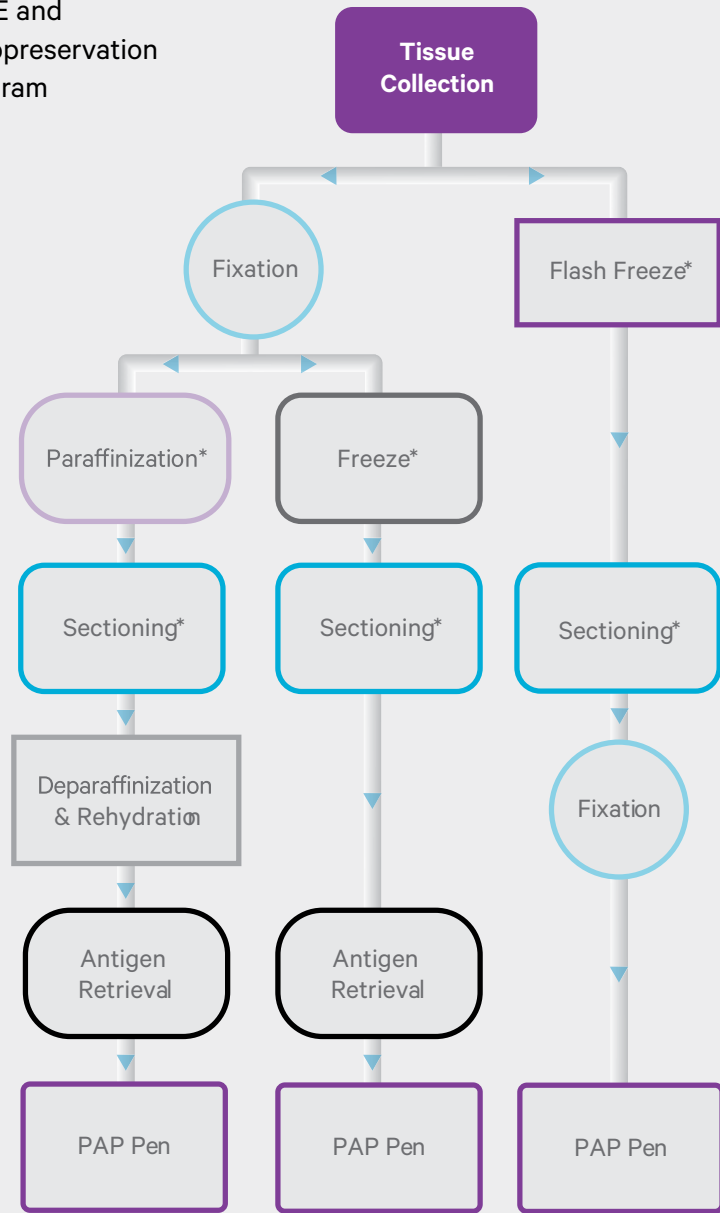 E and
opreservation
ram
Tissue
Collection
Fixation
Flash Freeze*
Paraffinization*
Freeze*
Sectioning*
Sectioning*
Sectioning*
Deparaffinization
& Rehydration
Fixation
Antigen
Retrieval
Antigen
Retrieval
PAP Pen
PAP Pen
PAP Pen